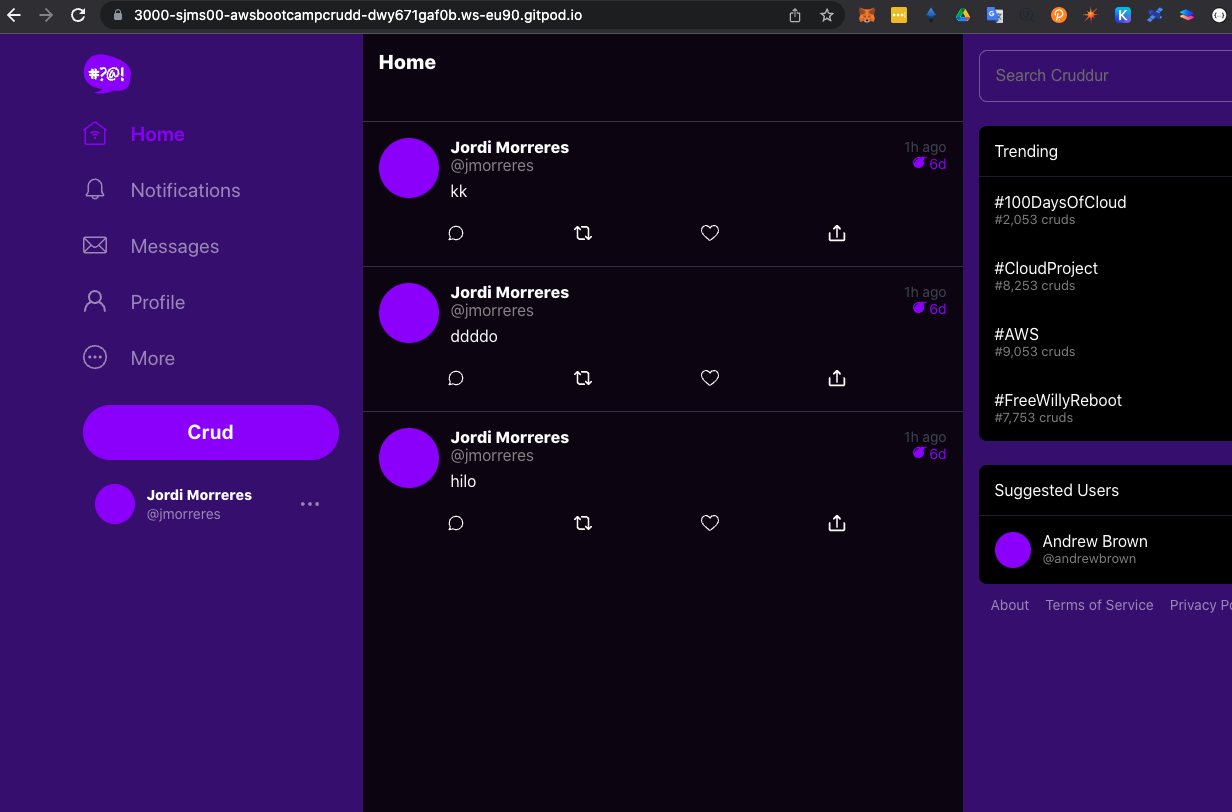 3000-sjms00-awsbootcampcrudd-dwy671gaf0b.ws-eu90.gitpod.io
#?@!
Home
Notifications
Messages
Profile
More
Crud
Jordi Morreres
@jmorreres
Home
Jordi Morreres
1h ago
@jmorreres
6d
kk
Jordi Morreres
1h ago
@jmorreres
6d
ddddo
Jordi Morreres
1h ago
@jmorreres
6d
hilo
Search Cruddur
Trending
#100DaysOfCloud
#2,053 cruds
#CloudProject
#8,253 cruds
#AWS
#9,053 cruds
#FreeWillyReboot
#7,753 cruds
Suggested Users
Andrew Brown
@andrewbrown
About Terms of Service Privacy